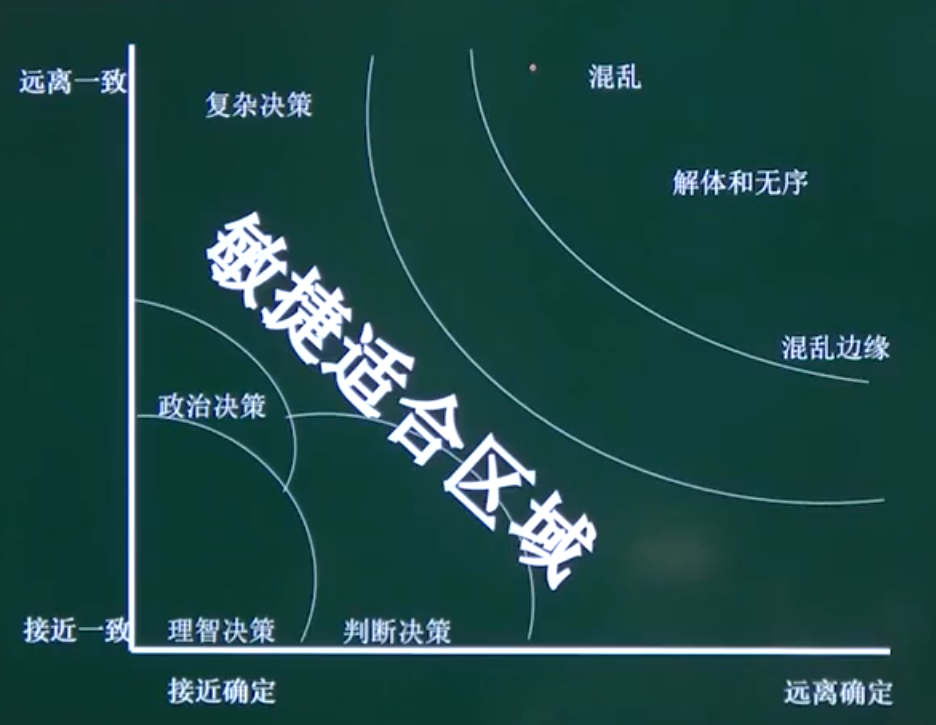 远离一致
混乱
复杂决策
解体和无序
敏捷适合区域
混乱边缘
政治决策
接近一致
理智决策
判断决策
接近确定
远离确定